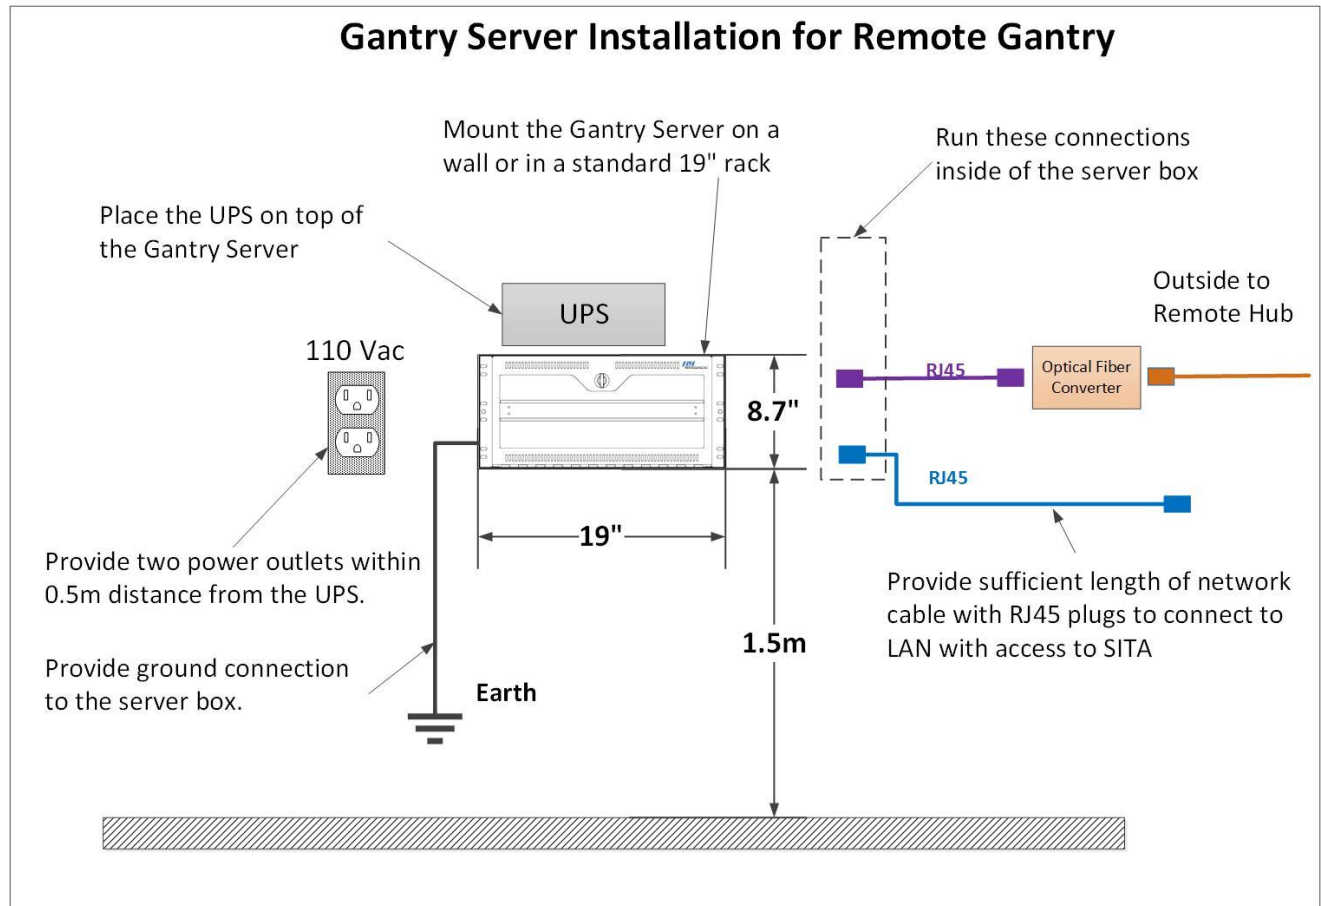 Gantry Server Installation for Remote Gantry
Mount the Gantry Server on a
wall or in a standard 19" rack
Run these connections
inside of the server box
Place the UPS on top of
the Gantry Server
Outside to
Remote Hub
UPS
110 Vac
RJ45
Optical Fiber
Converter
8.7"
RJ45
19"
Provide two power outlets within
0.5m distance from the UPS.
Provide sufficient length of network
cable with RJ45 plugs to connect to
LAN with access to SITA
1.5m
Provide ground connection
to the server box.
Earth